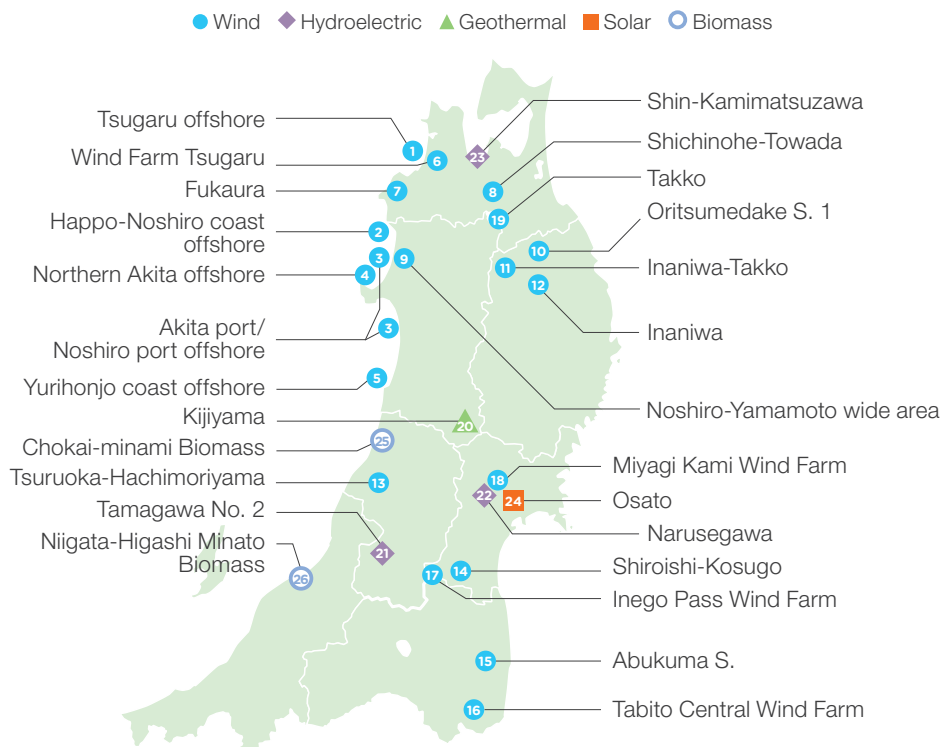 Wind Hydroelectric Geothermal Solar Biomass
Tsugaru offshore
Wind Farm Tsugaru
Fukaura
Happo-Noshiro coast
offshore
Northern Akita offshore
Akita port/
Noshiro port offshore
Yurihonjo coast offshore
Kijiyama
Chokai-minami Biomass
Tsuruoka-Hachimoriyama
Tamagawa No. 2
Niigata-Higashi Minato
Biomass
1
6
23
7
8
19
2
3
9
4
10
11
12
3
5
20
25
13
18
22
24
21
26
17
14
15
16
Shin-Kamimatsuzawa
Shichinohe-Towada
Takko
Oritsumedake S. 1
Inaniwa-Takko
Inaniwa
Noshiro-Yamamoto wide area
Miyagi Kami Wind Farm
Osato
Narusegawa
Shiroishi-Kosugo
Inego Pass Wind Farm
Abukuma S.
Tabito Central Wind Farm